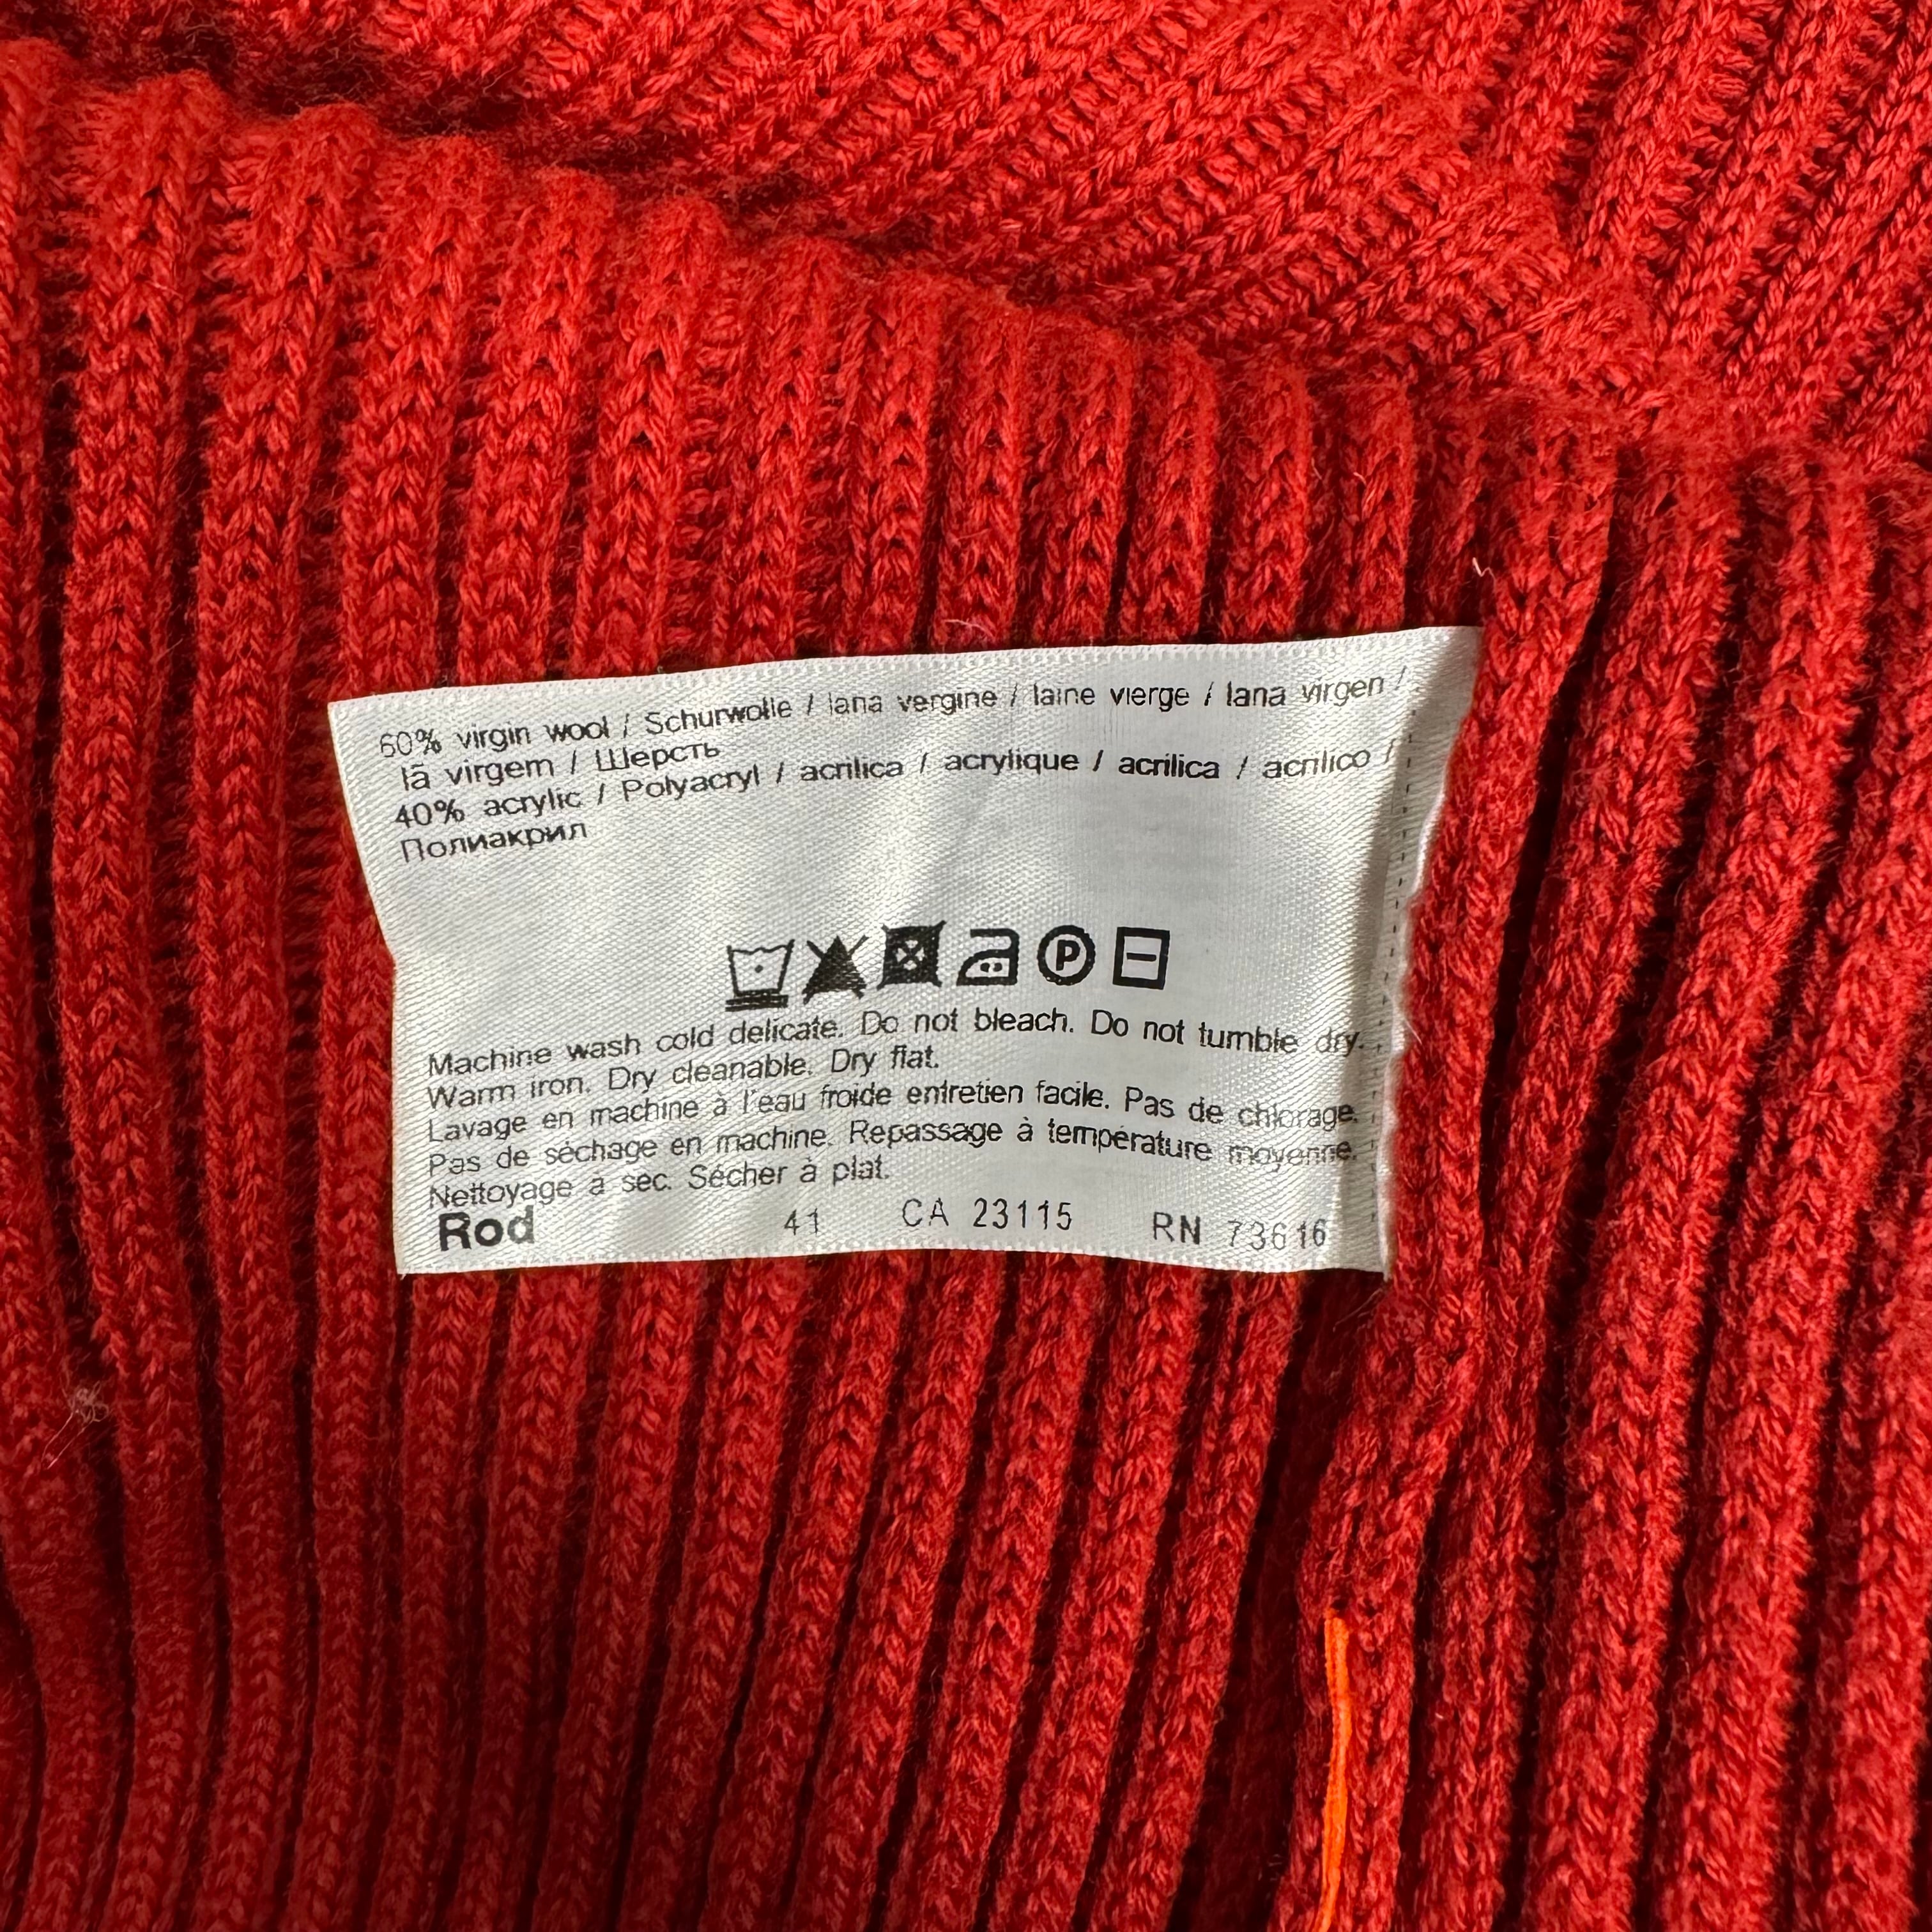 60% virgin wool / Schurwolle / lana vergine / laine vierge / lana virgen /
lã virgem / Шерсть
40% acrylic / Polyacryl / acrilica / acrylique / acrilica / acrilico /
Полиакрил
P
Machine wash cold delicate. Do not bleach. Do not tumble dry.
Warm iron. Dry cleanable. Dry flat.
Lavage en machine à l'eau froide entretien facile. Pas de chlorage.
Pas de séchage en machine. Repassage à température moyenne.
Nettoyage à sec. Sécher à plat.
Rod 41 CA 23115 RN 73616